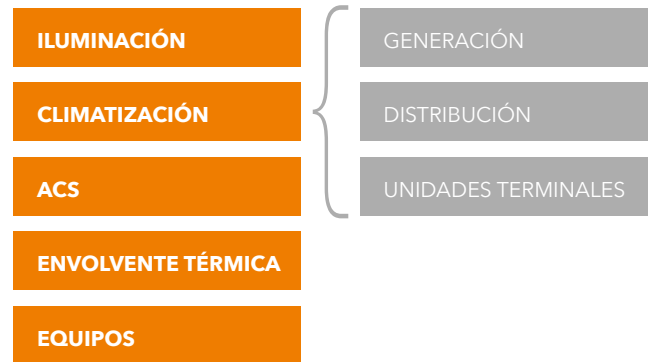 ILUMINACIÓN
CLIMATIZACIÓN
ACS
ENVOLVENTE TÉRMICA
EQUIPOS
GENERACIÓN
DISTRIBUCIÓN
UNIDADES TERMINALES